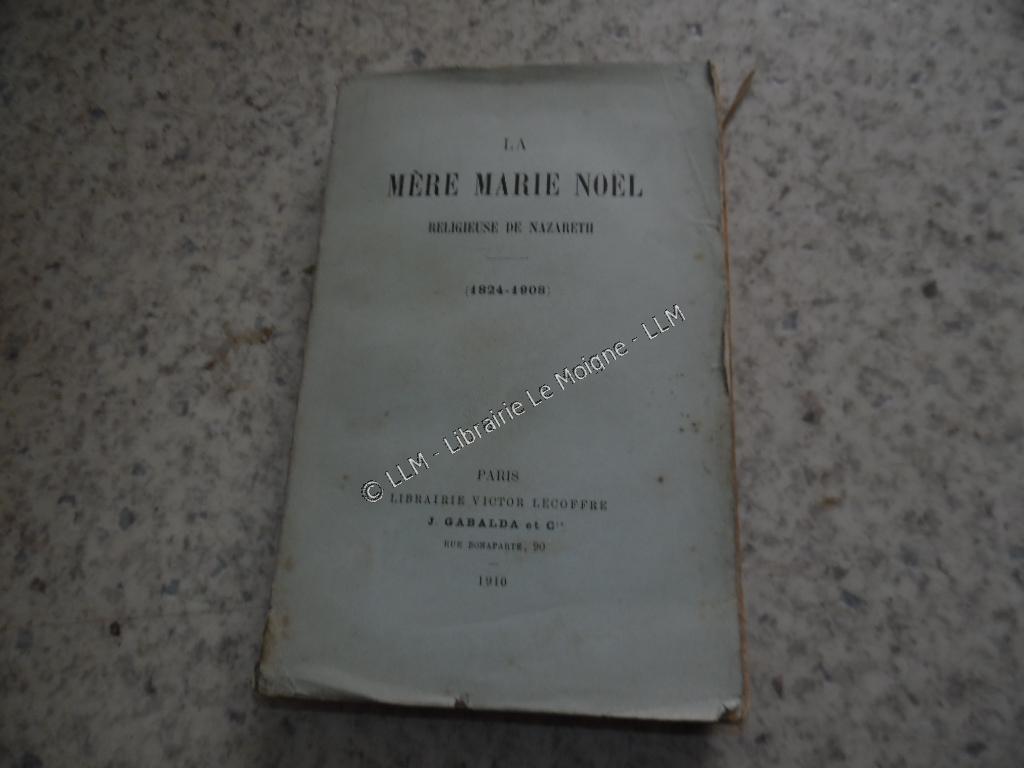 LA
MÈRE MARIE NOËL
RELIGIEUSE DE NAZARETH
(1824-1908)
© LLM - Librairie Le Moigne - LLM
PARIS
LIBRAIRIE VICTOR LECOFFRE
J. GABALDA et Cie
RUE BONAPARTE, 90
1910